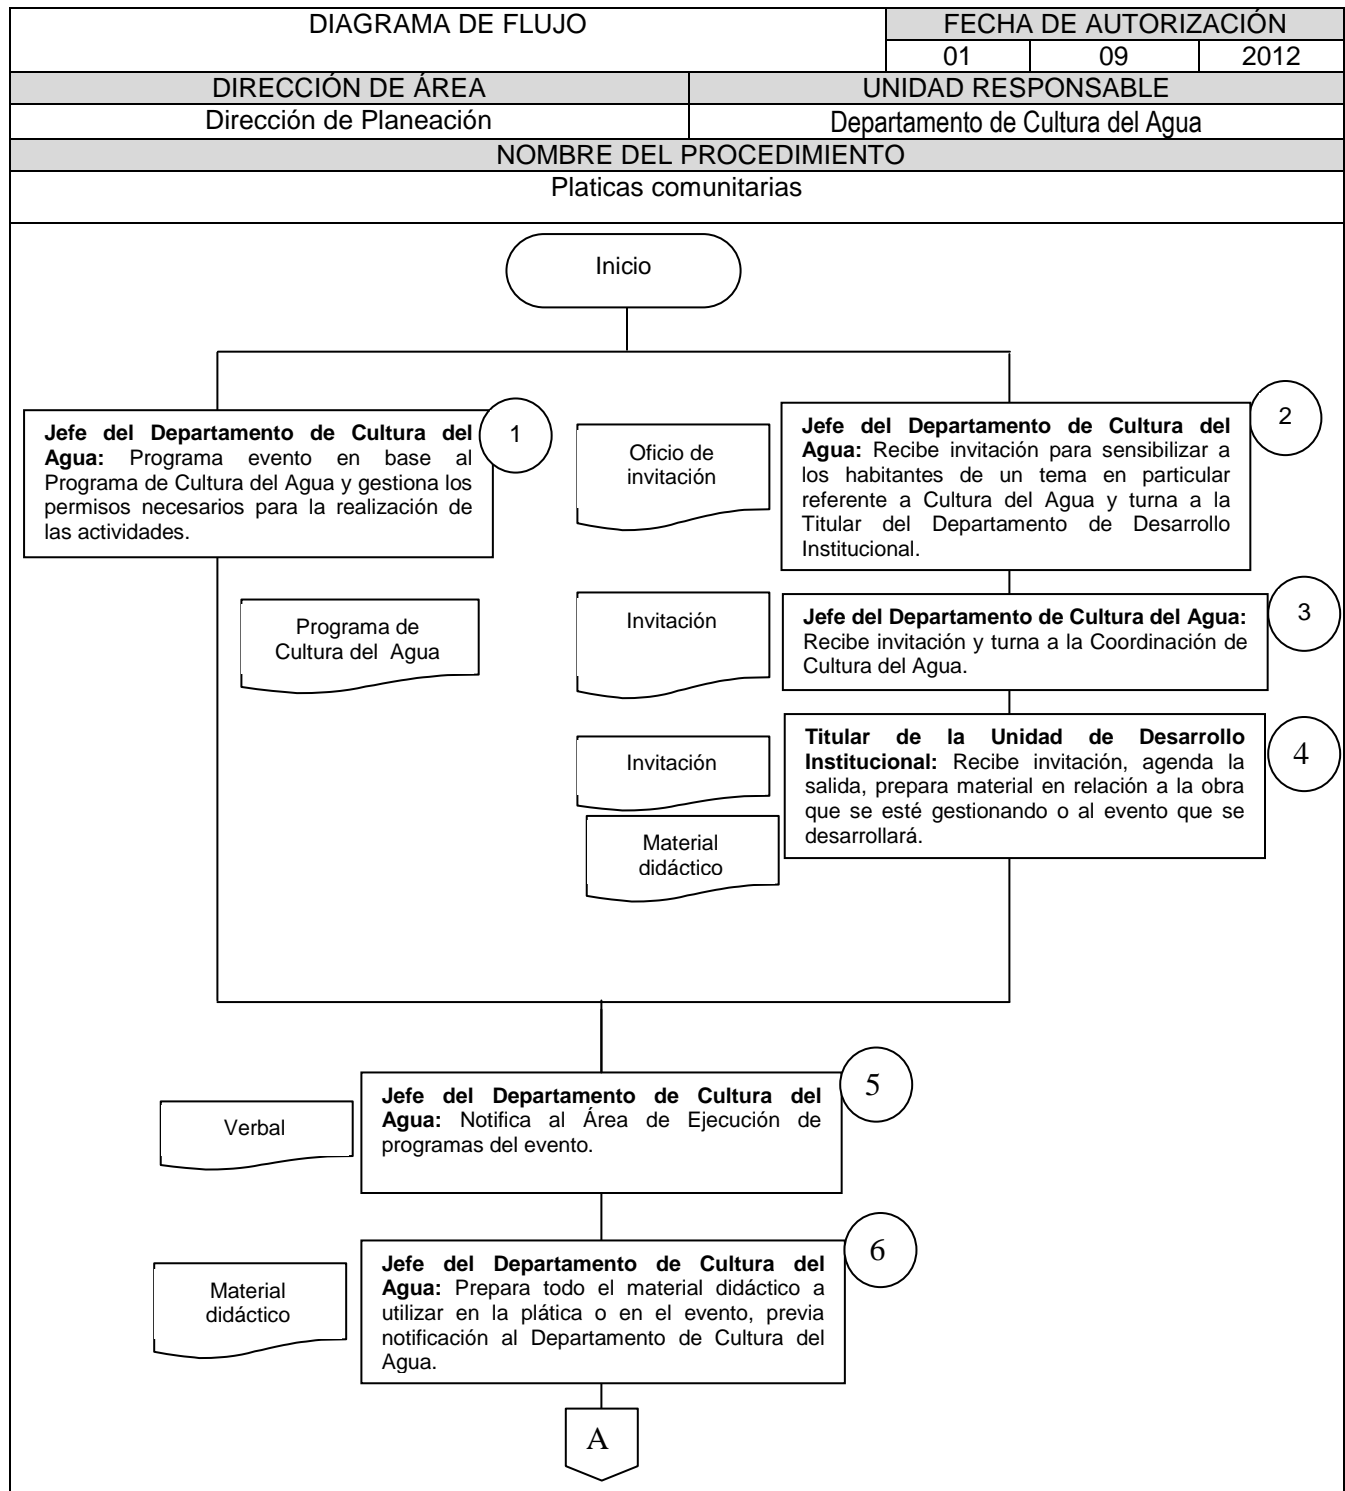 DIAGRAMA DE FLUJO
FECHA DE AUTORIZACIÓN
01 09 2012
DIRECCIÓN DE ÁREA
UNIDAD RESPONSABLE
Dirección de Planeación
Departamento de Cultura del Agua
NOMBRE DEL PROCEDIMIENTO
Platicas comunitarias
Inicio
Jefe del Departamento de Cultura del
Agua: Programa evento en base al
Programa de Cultura del Agua y gestiona los
permisos necesarios para la realización de
las actividades.
1
Programa de
Cultura del Agua
Oficio de
invitación
Jefe del Departamento de Cultura del
Agua: Recibe invitación para sensibilizar a
los habitantes de un tema en particular
referente a Cultura del Agua y turna a la
Titular del Departamento de Desarrollo
Institucional.
2
Invitación
Jefe del Departamento de Cultura del Agua:
Recibe invitación y turna a la Coordinación de
Cultura del Agua.
3
Invitación
Material
didáctico
Titular de la Unidad de Desarrollo
Institucional: Recibe invitación, agenda la
salida, prepara material en relación a la obra
que se esté gestionando o al evento que se
desarrollará.
4
Verbal
Jefe del Departamento de Cultura del
Agua: Notifica al Área de Ejecución de
programas del evento.
5
Material
didáctico
Jefe del Departamento de Cultura del
Agua: Prepara todo el material didáctico a
utilizar en la plática o en el evento, previa
notificación al Departamento de Cultura del
Agua.
6
A